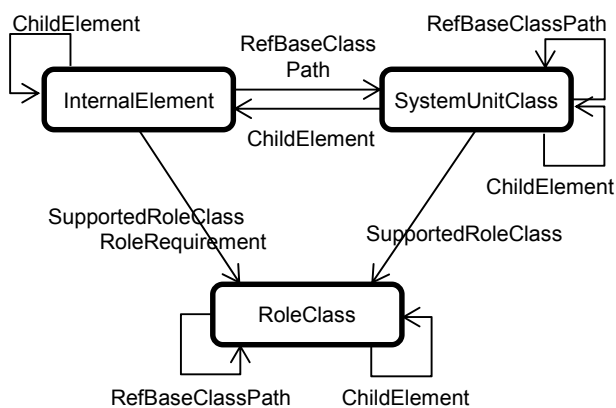 ChildElement
RefBaseClassPath
RefBaseClass
Path
InternalElement
SystemUnitClass
ChildElement
ChildElement
SupportedRoleClass
RoleRequirement
SupportedRoleClass
RoleClass
RefBaseClassPath
ChildElement